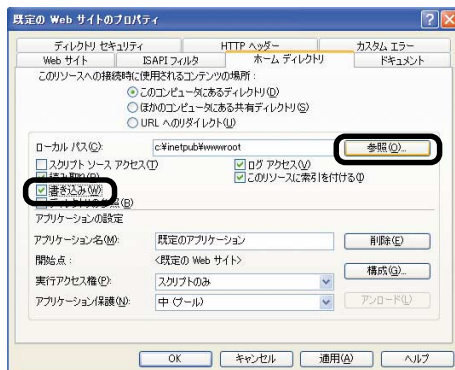 既定の Web サイトのプロパティ
ディレクトリ セキュリティ HTTP ヘッダー カスタム エラー
Web サイト ISAPI フィルタ ホーム ディレクトリ ドキュメント
このリソースへの接続時に使用されるコンテンツの場所:
このコンピュータにあるディレクトリ(D)
ほかのコンピュータにある共有ディレクトリ(S)
URL へのリダイレクト(U)
ローカル パス(C): c:¥inetpub¥wwwroot 参照(O)...
スクリプト ソース アクセス(T) ログ アクセス(V)
読み取り(R) このリソースに索引を付ける(I)
書き込み(W)
ディレクトリの参照(B)
アプリケーションの設定
アプリケーション名(M): 既定のアプリケーション 削除(E)
開始点: <既定の Web サイト>
構成(G)...
実行アクセス権(P): スクリプトのみ
アプリケーション保護(N): 中 (プール) アンロード(L)
OK キャンセル 適用(A) ヘルプ